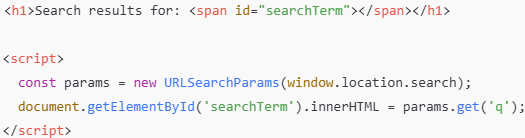 <h1>Search results for: <span id="searchTerm"></span></h1>

<script>
  const params = new URLSearchParams(window.location.search);
  document.getElementById('searchTerm').innerHTML = params.get('q');
</script>